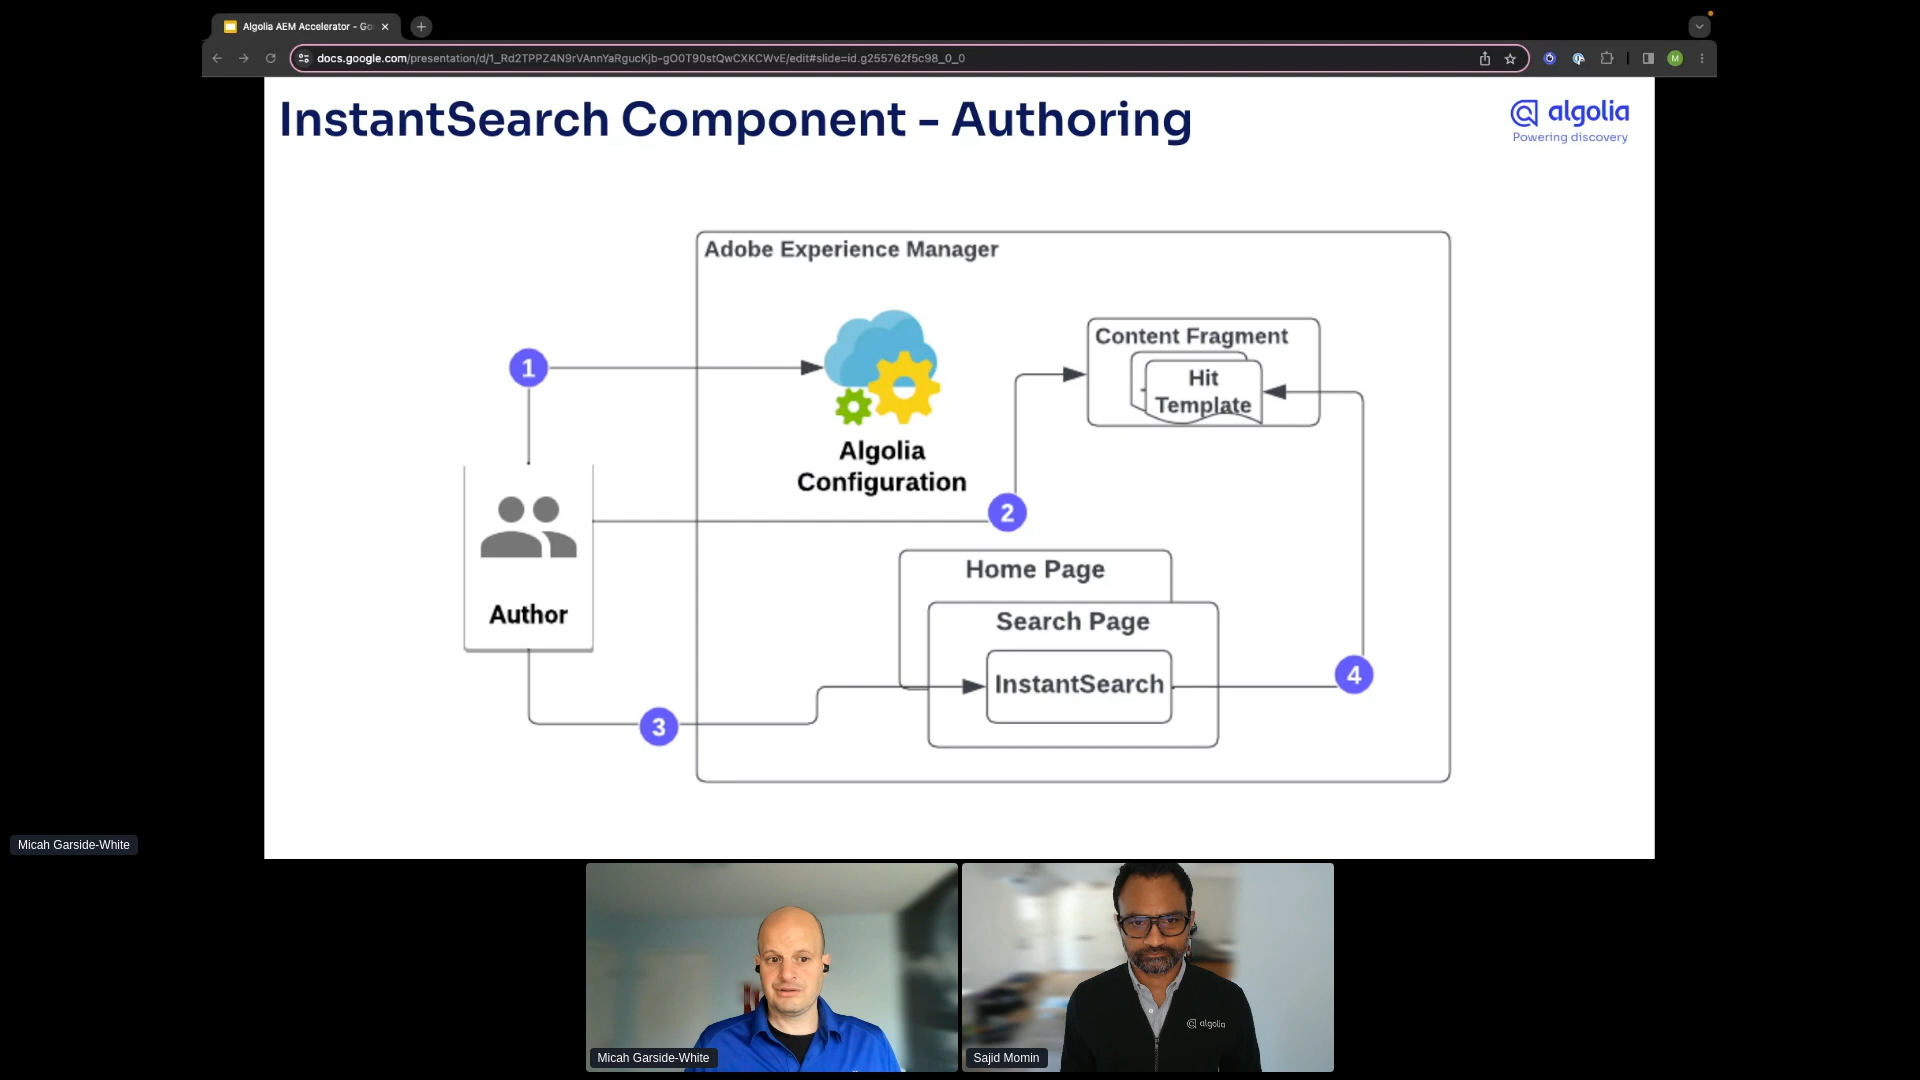 Algolia AEM Accelerator - Go
docs.google.com/presentation/d/1_Rd2TPPZ4N9rVAnnYaRgucKjb-gO0T90stQwCXKCWvE/edit#slide=id.g255762f5c98_0_0
M
InstantSearch Component - Authoring
algolia
Powering discovery
Adobe Experience Manager
Content Fragment
Hit
Template
1
Algolia
Configuration
2
Home Page
Author
Search Page
InstantSearch
4
3
Micah Garside-White
algolia
Micah Garside-White
Sajid Momin